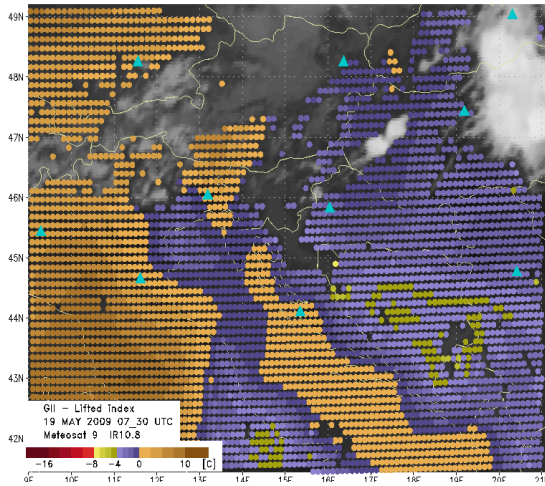 49N
48N
47N
46N
45N
44N
43N
42N
GII – Lifted Index
19 MAY 2009 07_30 UTC
Meteosat 9 IR10.8
-16 -8 -4 0 10 [C]
9E 10E 11E 12E 13E 14E 15E 16E 17E 18E 19E 20E 21E